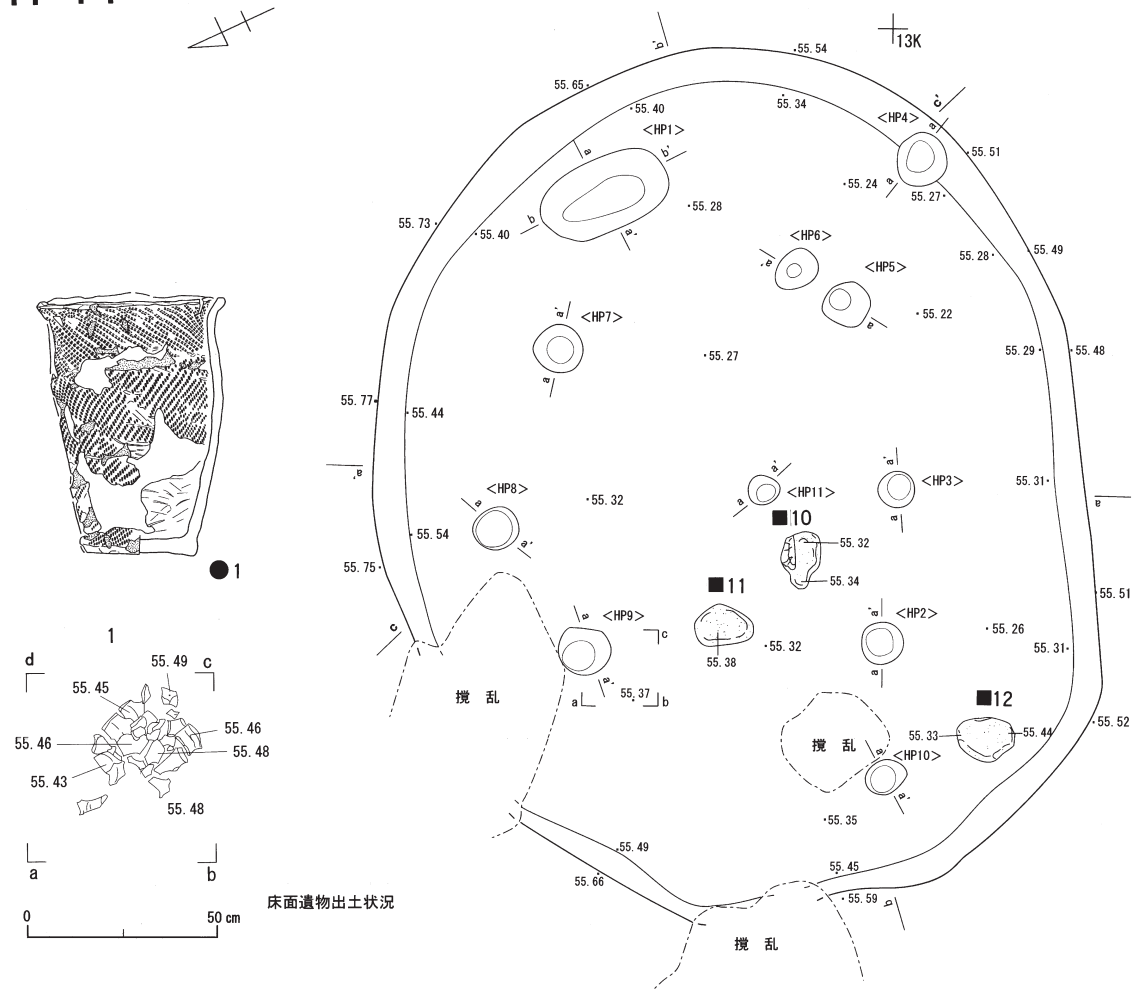 13K
b'
55.54
55.65
55.40
55.34
<HP1>
a
b'
b
a'
55.28
<HP4>
c'
a
a
55.51
55.24
55.27
55.73
55.40
<HP6>
a'
<HP5>
a
55.28
55.49
55.22
<HP7>
a'
a
55.27
55.29
55.48
55.77
55.44
a'
<HP8>
a
a'
55.32
a'
<HP11>
a
a'
<HP3>
a
55.31
a
■10
55.32
55.34
55.54
55.75
●1
■11
55.38
55.32
c
a
<HP9>
a'
c
a
b
55.37
a'
<HP2>
a
55.26
55.31
55.51
1
d
c
55.49
55.45
55.46
55.46
55.48
55.43
55.48
a
b
撹乱
撹乱
■12
55.33
55.44
55.52
a
<HP10>
a'
55.35
55.49
55.66
55.45
55.59
b
撹乱
床面遺物出土状況
0
50cm